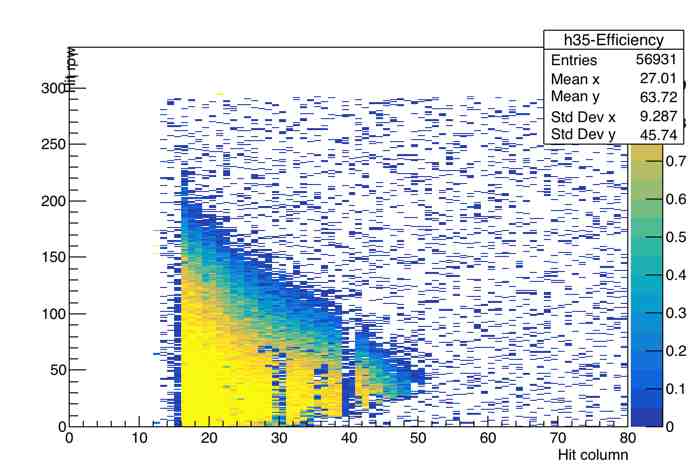 h35-Efficiency
Entries 56931
Mean x 27.01
Mean y 63.72
Std Dev x 9.287
Std Dev y 45.74
300
250
200
150
100
50
0
0.7
0.6
0.5
0.4
0.3
0.2
0.1
0
0 10 20 30 40 50 60 70 80
Hit column